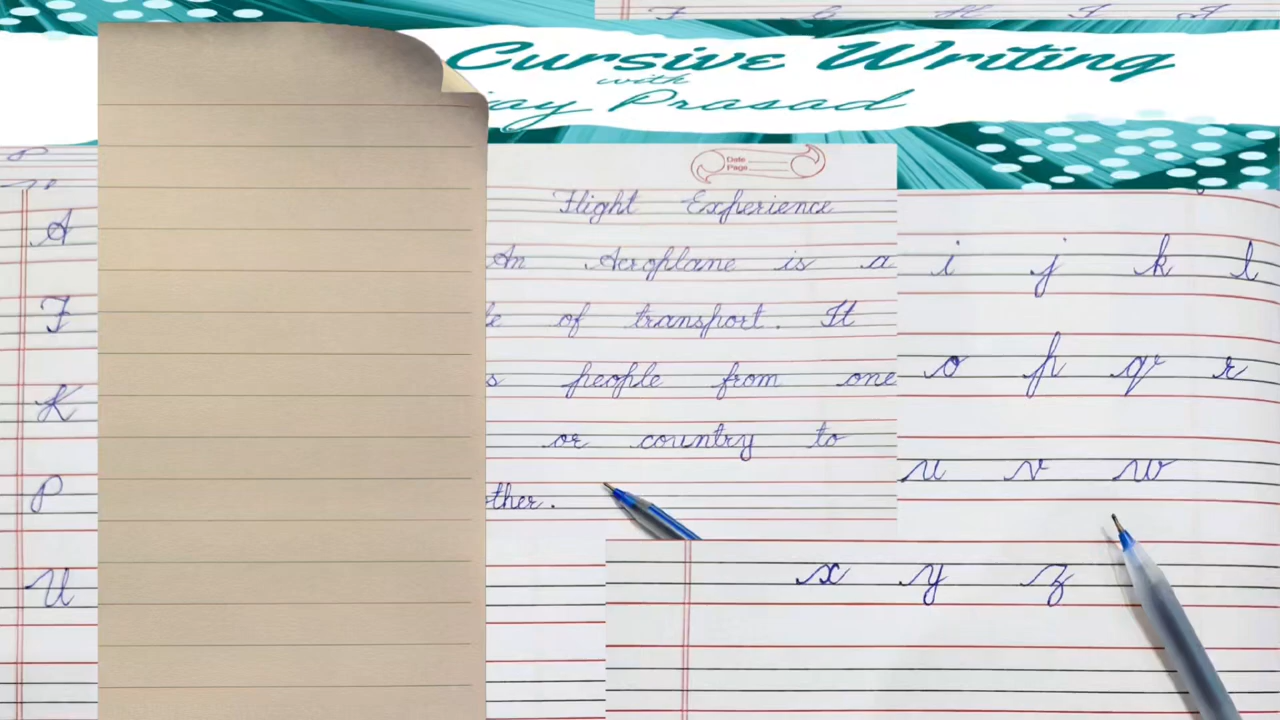 F G H I J
Cursive Writing
with
jay Prasad
P
Date
Page
A
F
K
P
U
Flight Experience
An Aeroplane is a
of transport. It
people from one
or country to
ther.
i j k l
o p q r
u v w
x y z